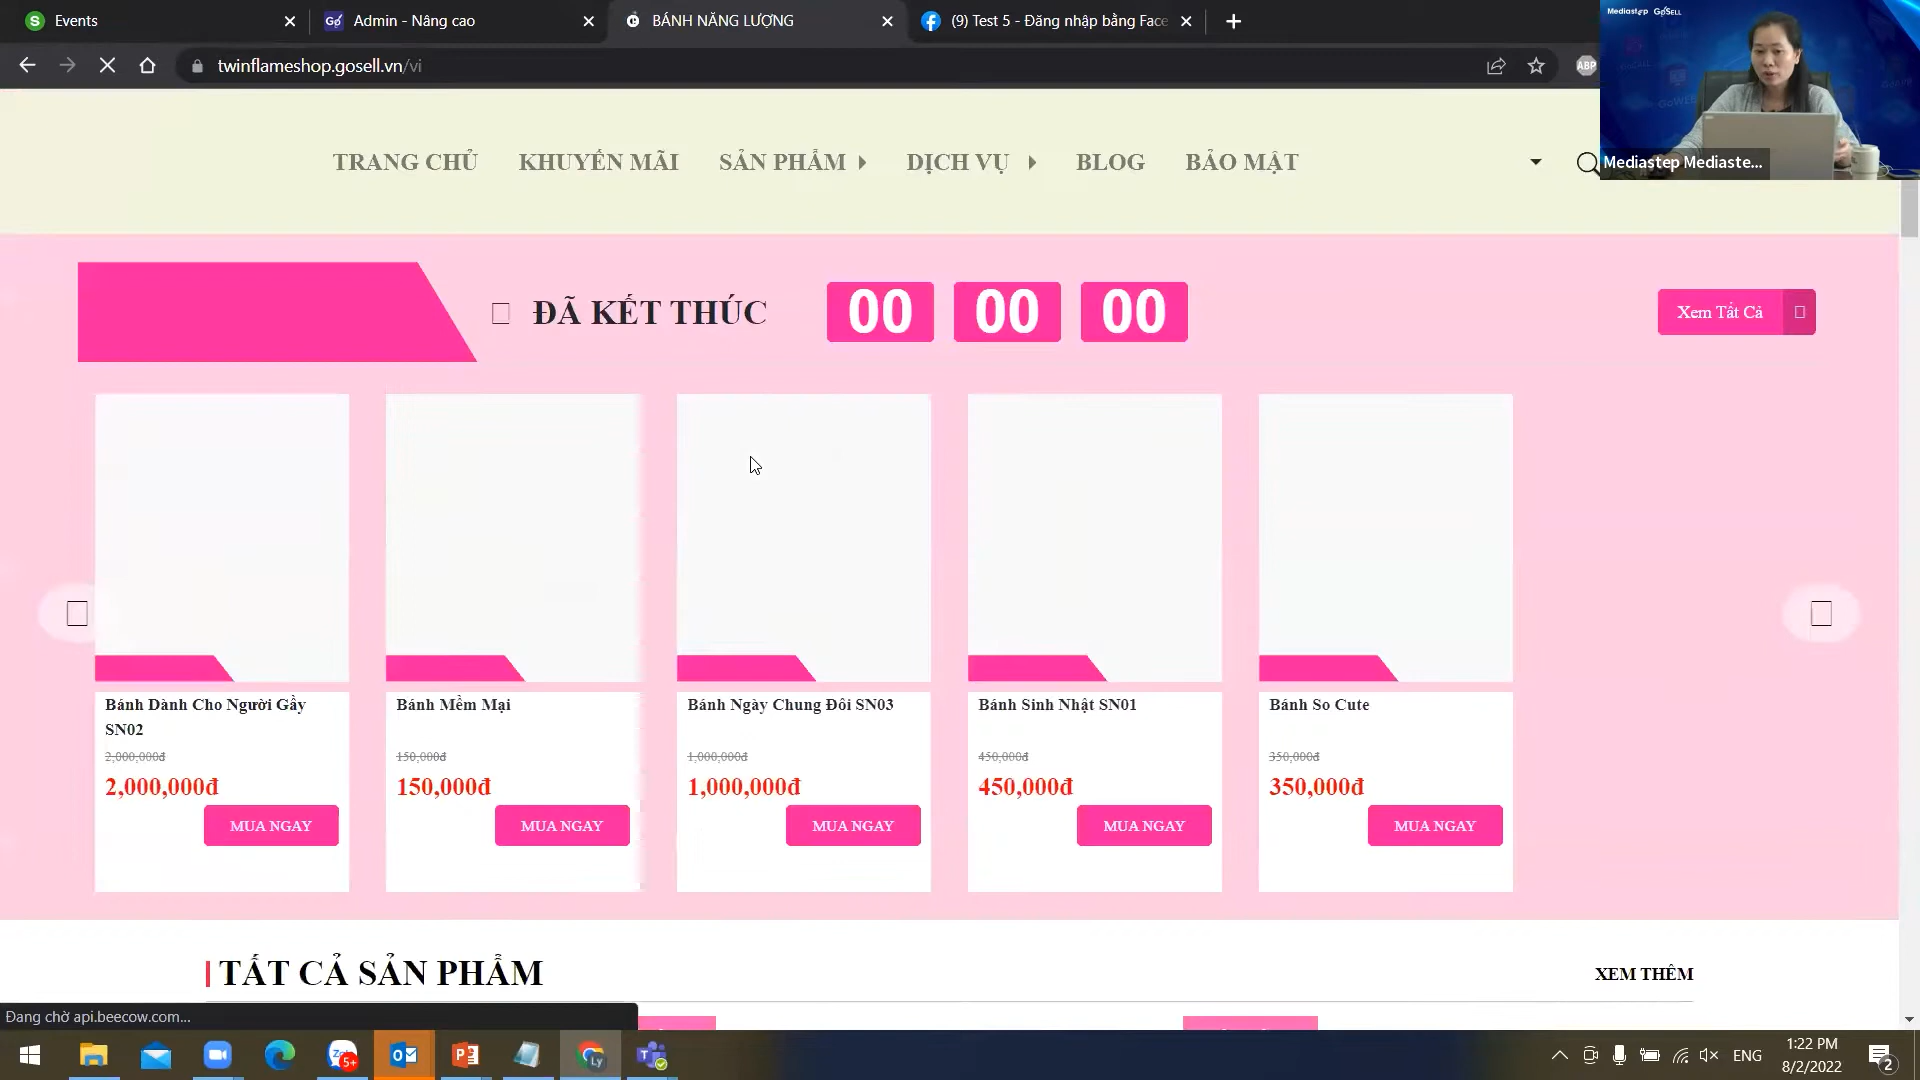 Events
Admin - Nâng cao
BÁNH NĂNG LƯỢNG
(9) Test 5 - Đăng nhập bằng Face
Mediastep GoSELL
twinflameshop.gosell.vn/vi
ABP
TRANG CHỦ KHUYẾN MÃI SẢN PHẨM DỊCH VỤ BLOG BẢO MẬT
Mediastep Mediaste...
ĐÃ KẾT THÚC 00 00 00
Xem Tất Cả
Bánh Dành Cho Người Gầy
SN02
2,000,000đ
2,000,000đ
MUA NGAY
Bánh Mềm Mại
150,000đ
150,000đ
MUA NGAY
Bánh Ngày Chung Đôi SN03
1,000,000đ
1,000,000đ
MUA NGAY
Bánh Sinh Nhật SN01
450,000đ
450,000đ
MUA NGAY
Bánh So Cute
350,000đ
350,000đ
MUA NGAY
TẤT CẢ SẢN PHẨM
XEM THÊM
Đang chờ api.beecow.com...
5+
Ly
ENG
1:22 PM
8/2/2022
2